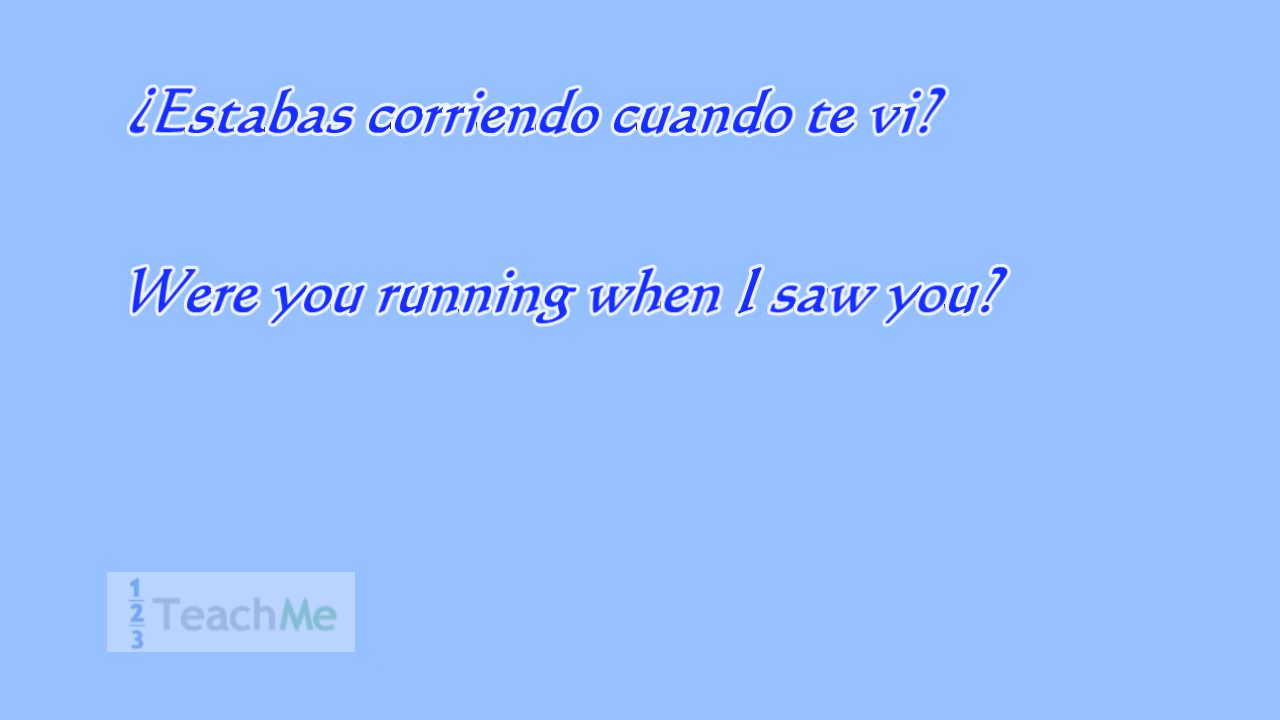 ¿Estabas corriendo cuando te vi?
Were you running when I saw you?
1
2
3
TeachMe